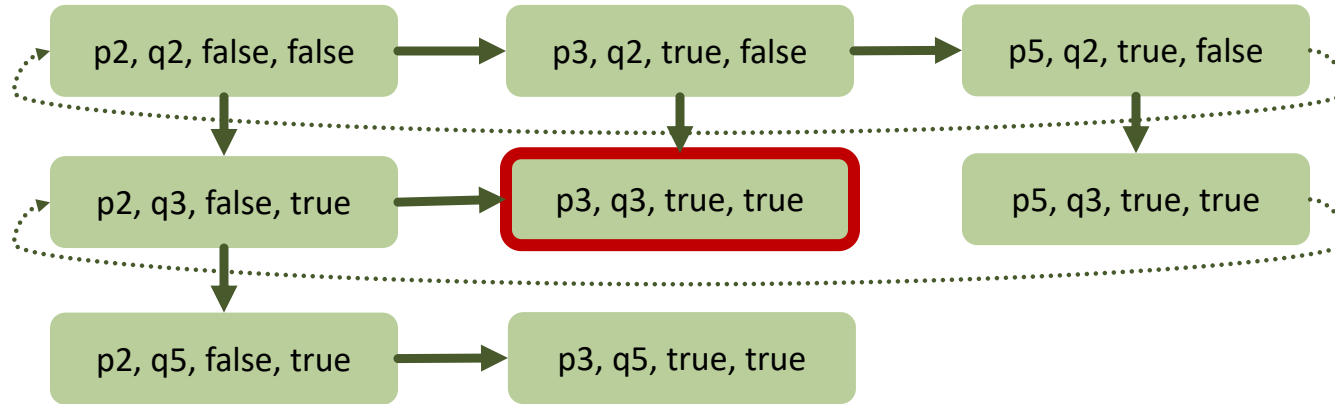 p2, q2, false, false
p3, q2, true, false
p5, q2, true, false
p2, q3, false, true
p3, q3, true, true
p5, q3, true, true
p2, q5, false, true
p3, q5, true, true